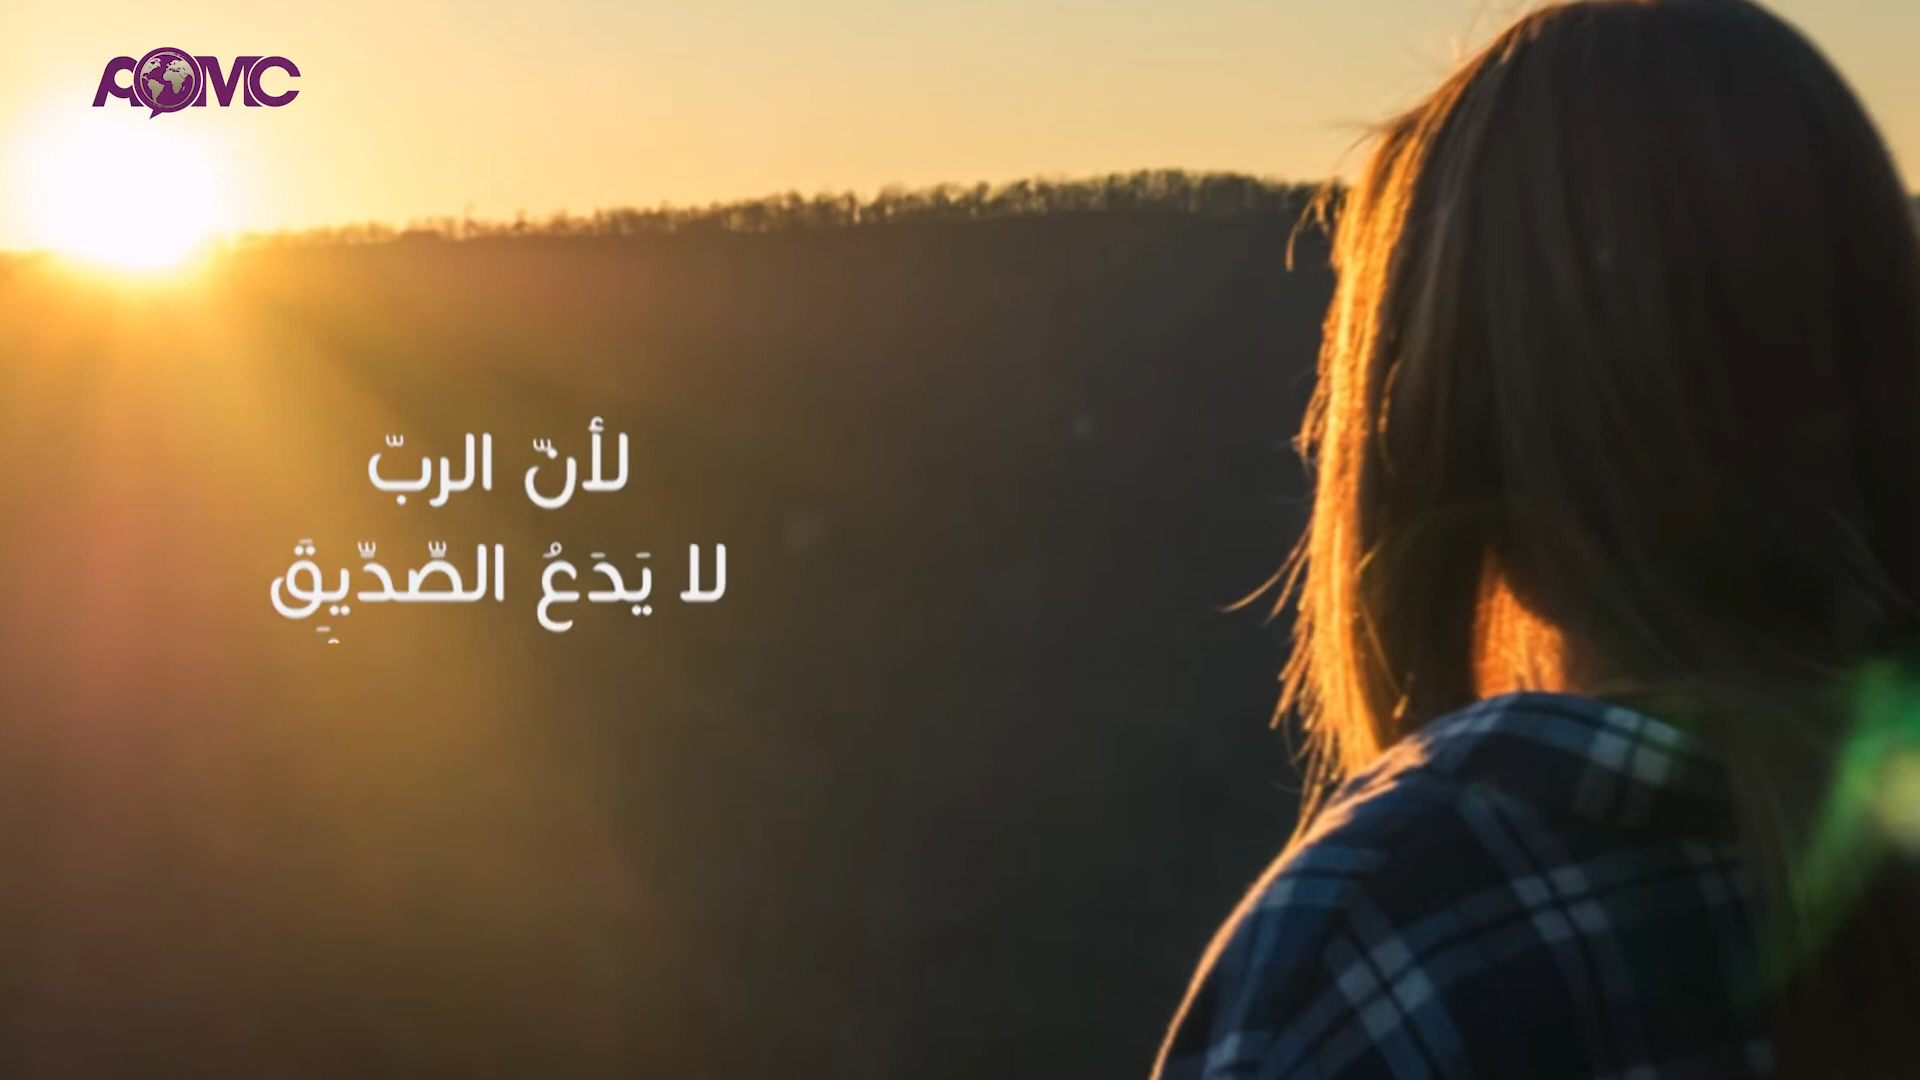 AOMC
لأنّ الربّ
لا يَدَعُ الصِّدِّيقَ